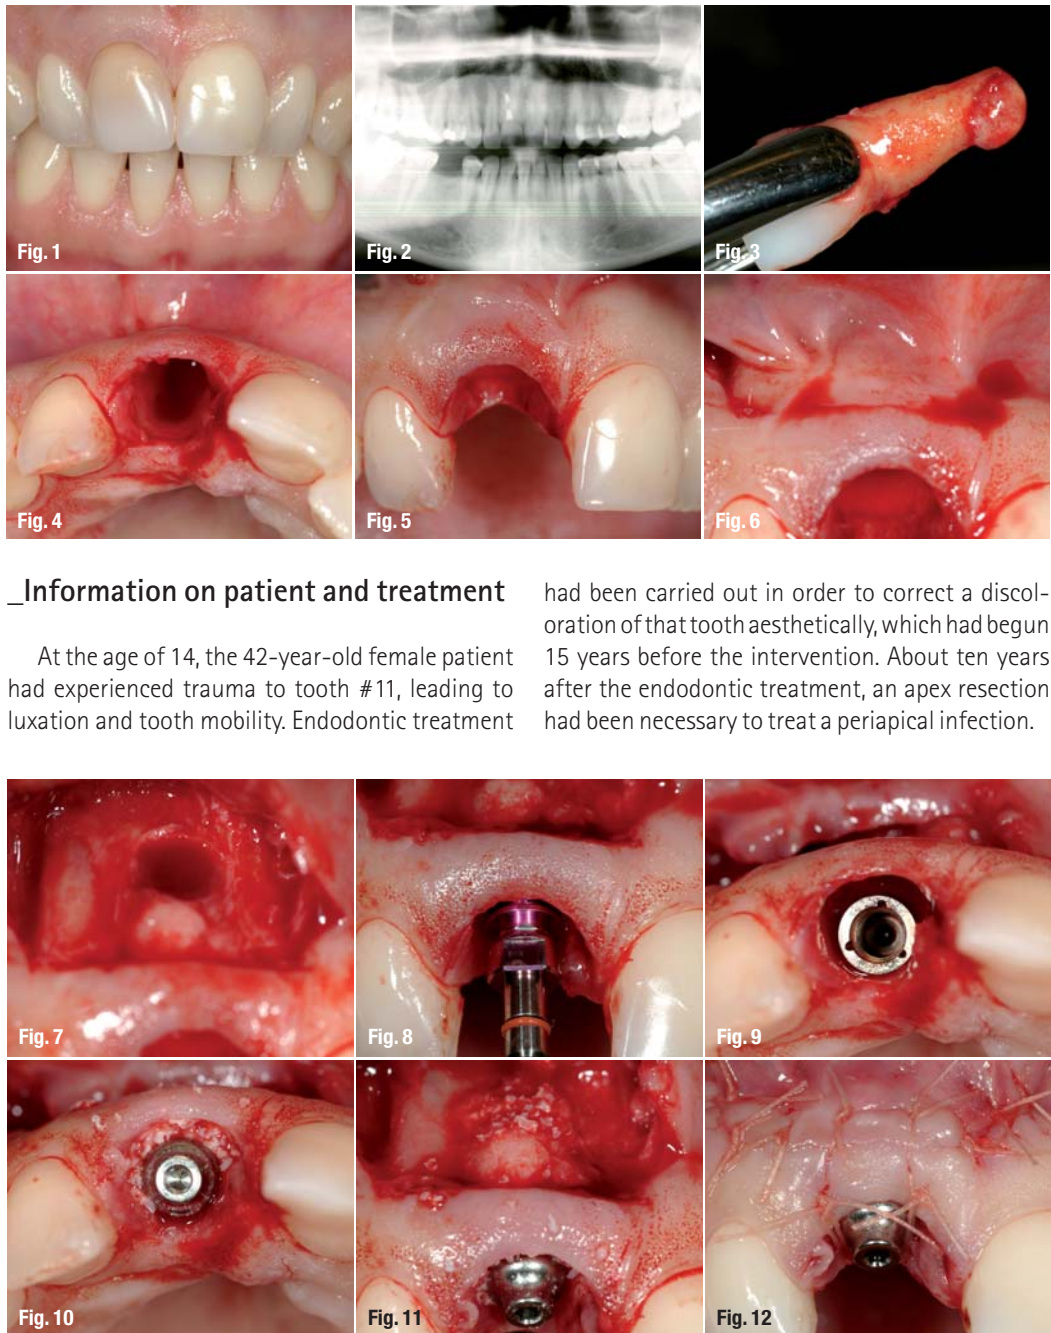 Fig. 1
Fig. 2
Fig. 3
Fig. 4
Fig. 5
Fig. 6
_Information on patient and treatment
At the age of 14, the 42-year-old female patient
had experienced trauma to tooth #11, leading to
luxation and tooth mobility. Endodontic treatment
had been carried out in order to correct a discol-
oration of that tooth aesthetically, which had begun
15 years before the intervention. About ten years
after the endodontic treatment, an apex resection
had been necessary to treat a periapical infection.
Fig. 7
Fig. 8
Fig. 9
Fig. 10
Fig. 11
Fig. 12